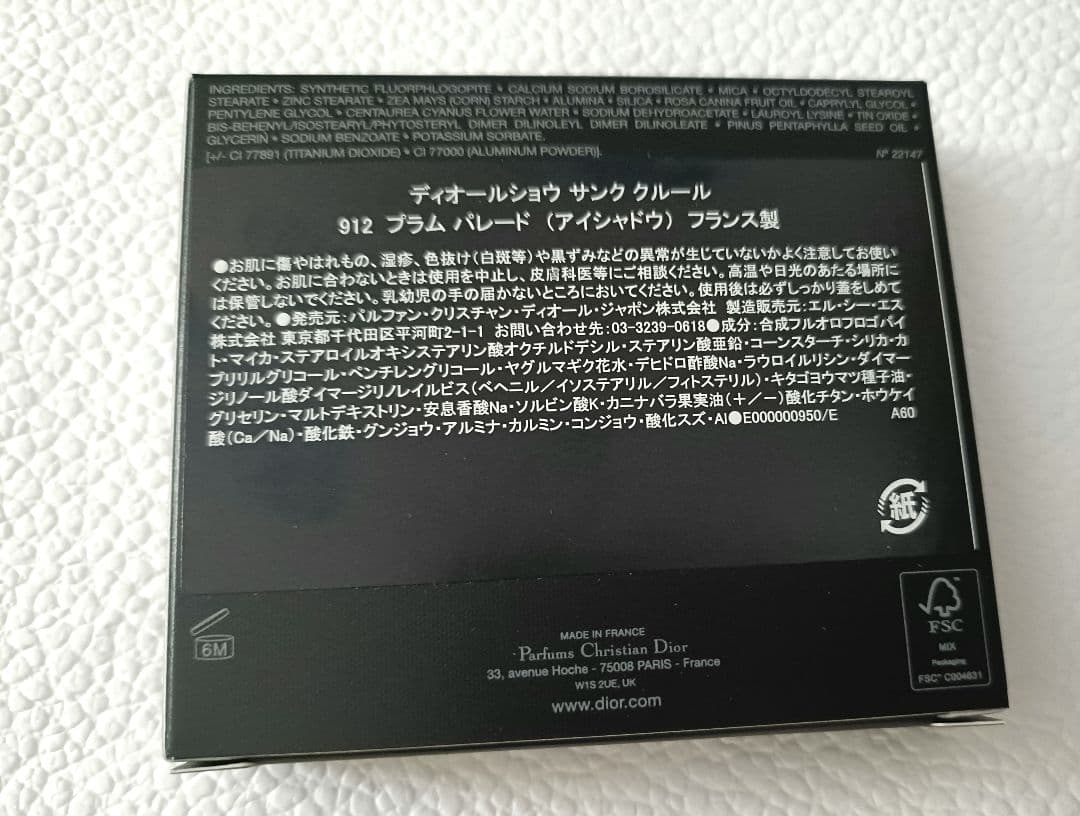 INGREDIENTS: SYNTHETIC FLUORPHLOGOPITE • CALCIUM SODIUM BOROSILICATE • MICA • OCTYLDODECYL STEAROYL
STEARATE • ZINC STEARATE • ZEA MAYS (CORN) STARCH • ALUMINA • SILICA • ROSA CANINA FRUIT OIL • CAPRYLYL GLYCOL •
PENTYLENE GLYCOL • CENTAUREA CYANUS FLOWER WATER • SODIUM DEHYDROACETATE • LAUROYL LYSINE • TIN OXIDE •
BIS-BEHENYL/ISOSTEARYL/PHYTOSTERYL DIMER DILINOLEYL DIMER DILINOLEATE • PINUS PENTAPHYLLA SEED OIL •
GLYCERIN • SODIUM BENZOATE • POTASSIUM SORBATE.
[+/- CI 77891 (TITANIUM DIOXIDE) • CI 77000 (ALUMINUM POWDER)]. N° 22147
ディオールショウ サンク クルール
912 プラム パレード (アイシャドウ) フランス製
●お肌に傷やはれもの、湿疹、色抜け(白斑等)や黒ずみなどの異常が生じていないかよく注意してお使い
ください。お肌に合わないときは使用を中止し、皮膚科医等にご相談ください。高温や日光のあたる場所に
は保管しないでください。乳幼児の手の届かないところにおいてください。使用後は必ずしっかり蓋をしめて
ください。●発売元:パルファン・クリスチャン・ディオール・ジャポン株式会社 製造販売元:エル・シー・エス
株式会社 東京都千代田区平河町2-1-1 お問い合わせ先:03-3239-0618●成分:合成フルオロフロゴパイ
ト・マイカ・ステアロイルオキシステアリン酸オクチルドデシル・ステアリン酸亜鉛・コーンスターチ・シリカ・カ
プリリルグリコール・ペンチレングリコール・ヤグルマギク花水・デヒドロ酢酸Na・ラウロイルリシン・ダイマー
ジリノール酸ダイマージリノレイルビス(ベヘニル/イソステアリル/フィトステリル)・キタゴヨウマツ種子油・
グリセリン・マルトデキストリン・安息香酸Na・ソルビン酸K・カニナバラ果実油(+/-)酸化チタン・ホウケイ
酸(Ca/Na)・酸化鉄・グンジョウ・アルミナ・カルミン・コンジョウ・酸化スズ・Al●E000000950/E A60
紙
6M
MADE IN FRANCE
Parfums Christian Dior
33, avenue Hoche - 75008 PARIS - France
W1S 2UE, UK
www.dior.com
FSC
MIX
Packaging
FSC™ C004631